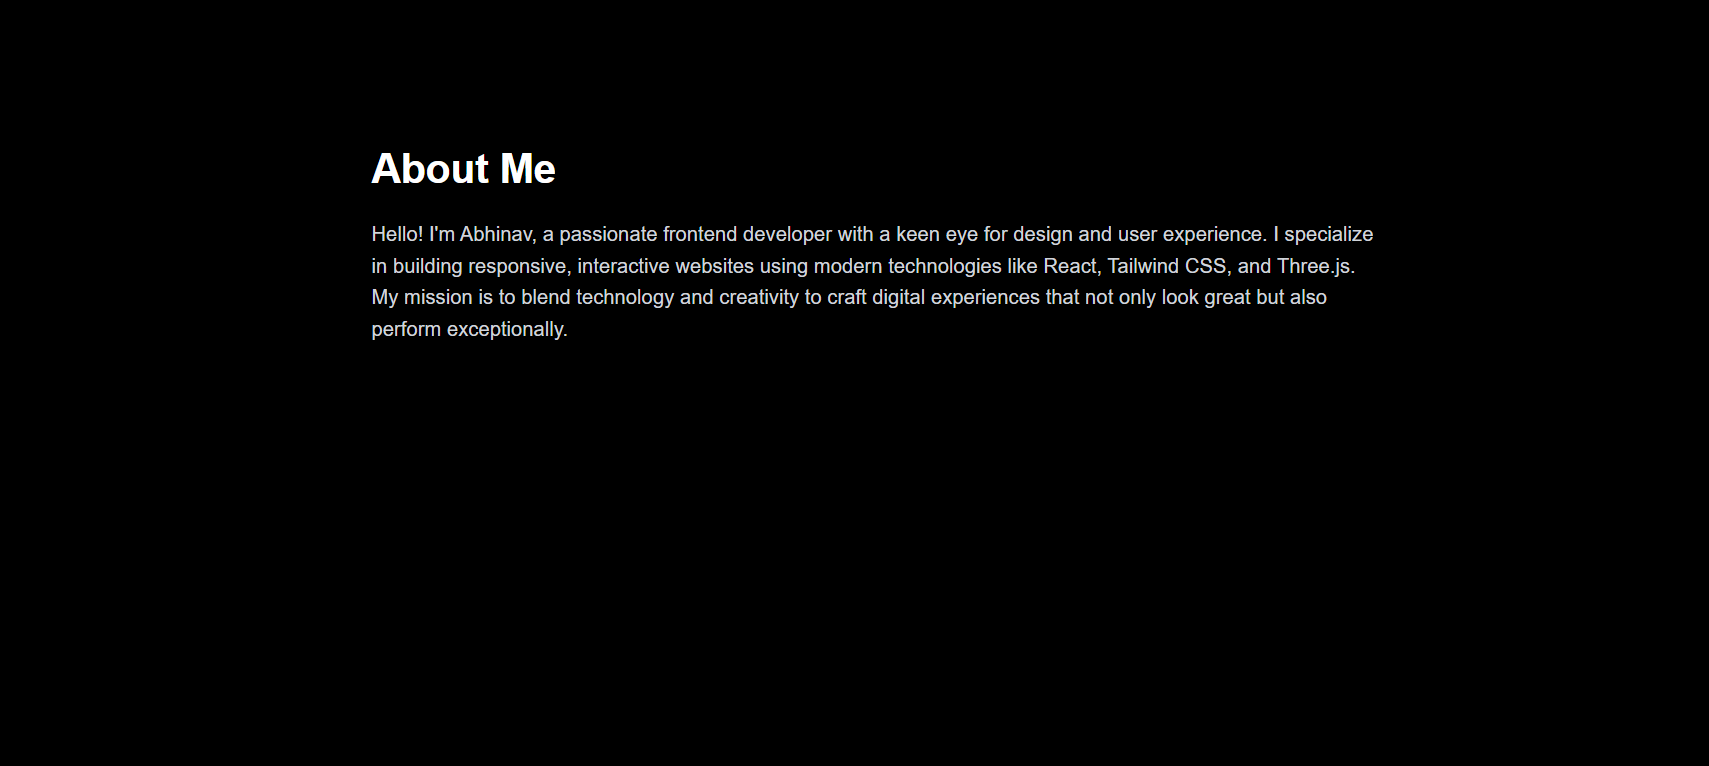 About Me
Hello! I'm Abhinav, a passionate frontend developer with a keen eye for design and user experience. I specialize
in building responsive, interactive websites using modern technologies like React, Tailwind CSS, and Three.js.
My mission is to blend technology and creativity to craft digital experiences that not only look great but also
perform exceptionally.